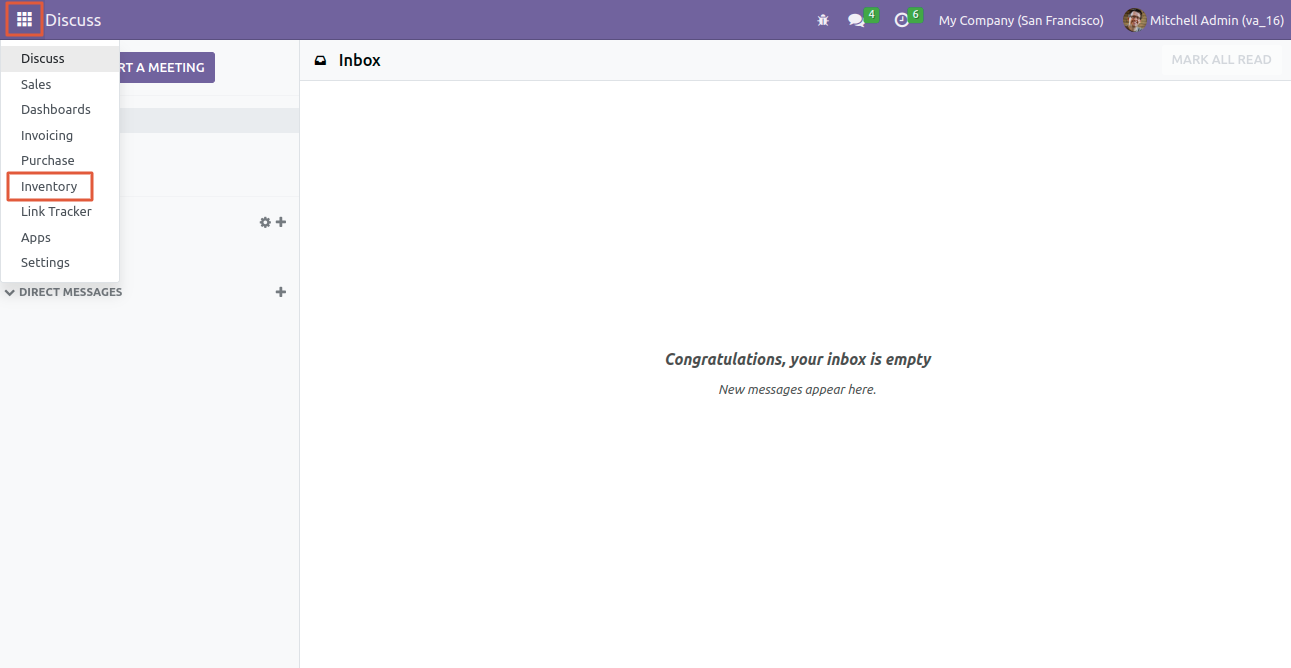 Discuss
4
6
My Company (San Francisco)
Mitchell Admin (va_16)
Discuss
Sales
Dashboards
Invoicing
Purchase
Inventory
Link Tracker
Apps
Settings
RT A MEETING
DIRECT MESSAGES
Inbox
MARK ALL READ
Congratulations, your inbox is empty
New messages appear here.